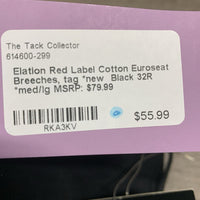 The Tack Collector
614600-299
Elation Red Label Cotton Euroseat
Breeches, tag *new Black 32R
*med/lg MSRP: $79.99
$55.99
RKA3KV